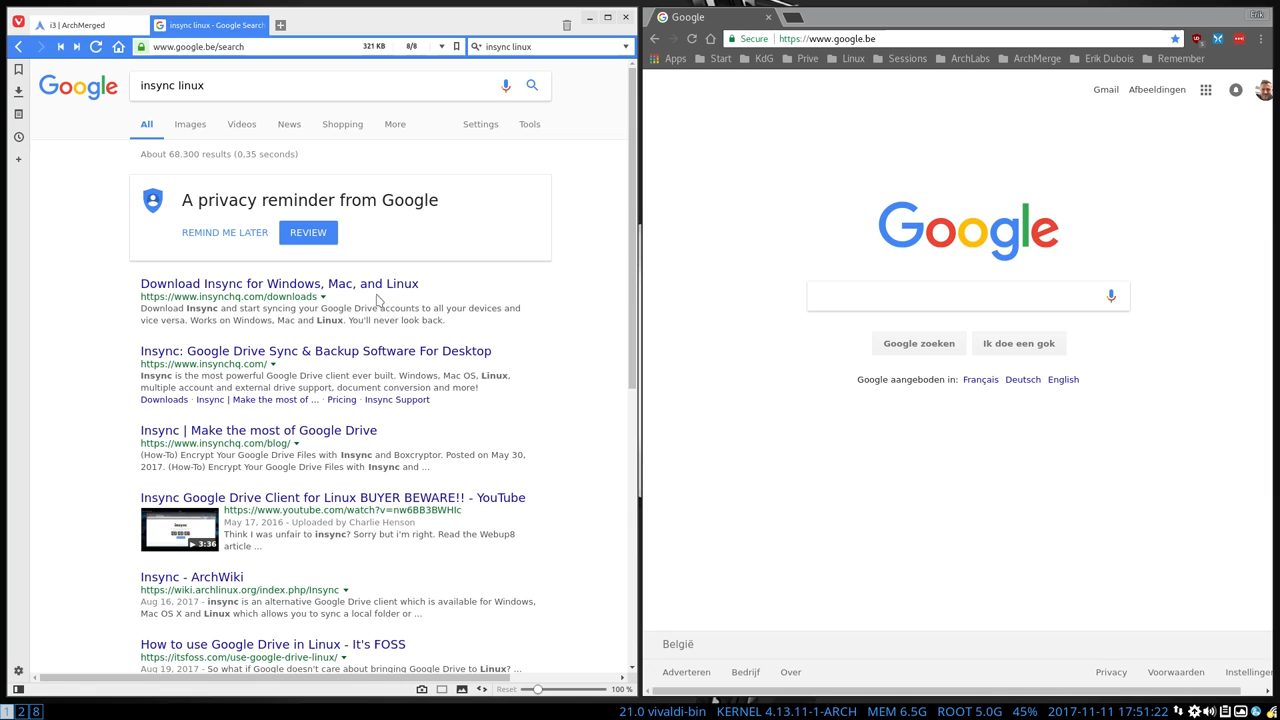 i3 | ArchMerged
insync linux - Google Search
www.google.be/search
321 KB
8/8
insync linux
Google
insync linux
All
Images
Videos
News
Shopping
More
Settings
Tools
About 68.300 results (0,35 seconds)
A privacy reminder from Google
REMIND ME LATER
REVIEW
Download Insync for Windows, Mac, and Linux
https://www.insynchq.com/downloads
Download Insync and start syncing your Google Drive accounts to all your devices and
vice versa. Works on Windows, Mac and Linux. You'll never look back.
Insync: Google Drive Sync & Backup Software For Desktop
https://www.insynchq.com/
Insync is the most powerful Google Drive client ever built. Windows, Mac OS, Linux,
multiple account and external drive support, document conversion and more!
Downloads · Insync | Make the most of ... · Pricing · Insync Support
Insync | Make the most of Google Drive
https://www.insynchq.com/blog/
(How-To) Encrypt Your Google Drive Files with Insync and Boxcryptor. Posted on May 30,
2017. (How-To) Encrypt Your Google Drive Files with Insync and ...
Insync Google Drive Client for Linux BUYER BEWARE!! - YouTube
https://www.youtube.com/watch?v=nw6BB3BWHIc
May 17, 2016 - Uploaded by Charlie Henson
Think I was unfair to insync? Sorry but i'm right. Read the Webup8
article ...
3:36
Insync - ArchWiki
https://wiki.archlinux.org/index.php/Insync
Aug 16, 2017 - insync is an alternative Google Drive client which is available for Windows,
Mac OS X and Linux which allows you to sync a local folder or ...
How to use Google Drive in Linux - It's FOSS
https://itsfoss.com/use-google-drive-linux/
Aug 19, 2017 - So what if Google doesn't care about bringing Google Drive to Linux? ...
Reset
100 %
Google
Erik
Secure
https://www.google.be
Apps
Start
KdG
Prive
Linux
Sessions
ArchLabs
ArchMerge
Erik Dubois
Remember
Gmail
Afbeeldingen
Google
Google zoeken
Ik doe een gok
Google aangeboden in: Français Deutsch English
België
Adverteren
Bedrijf
Over
Privacy
Voorwaarden
Instellingen
1
2
8
21.0 vivaldi-bin
KERNEL 4.13.11-1-ARCH
MEM 6.5G
ROOT 5.0G
45%
2017-11-11 17:51:22